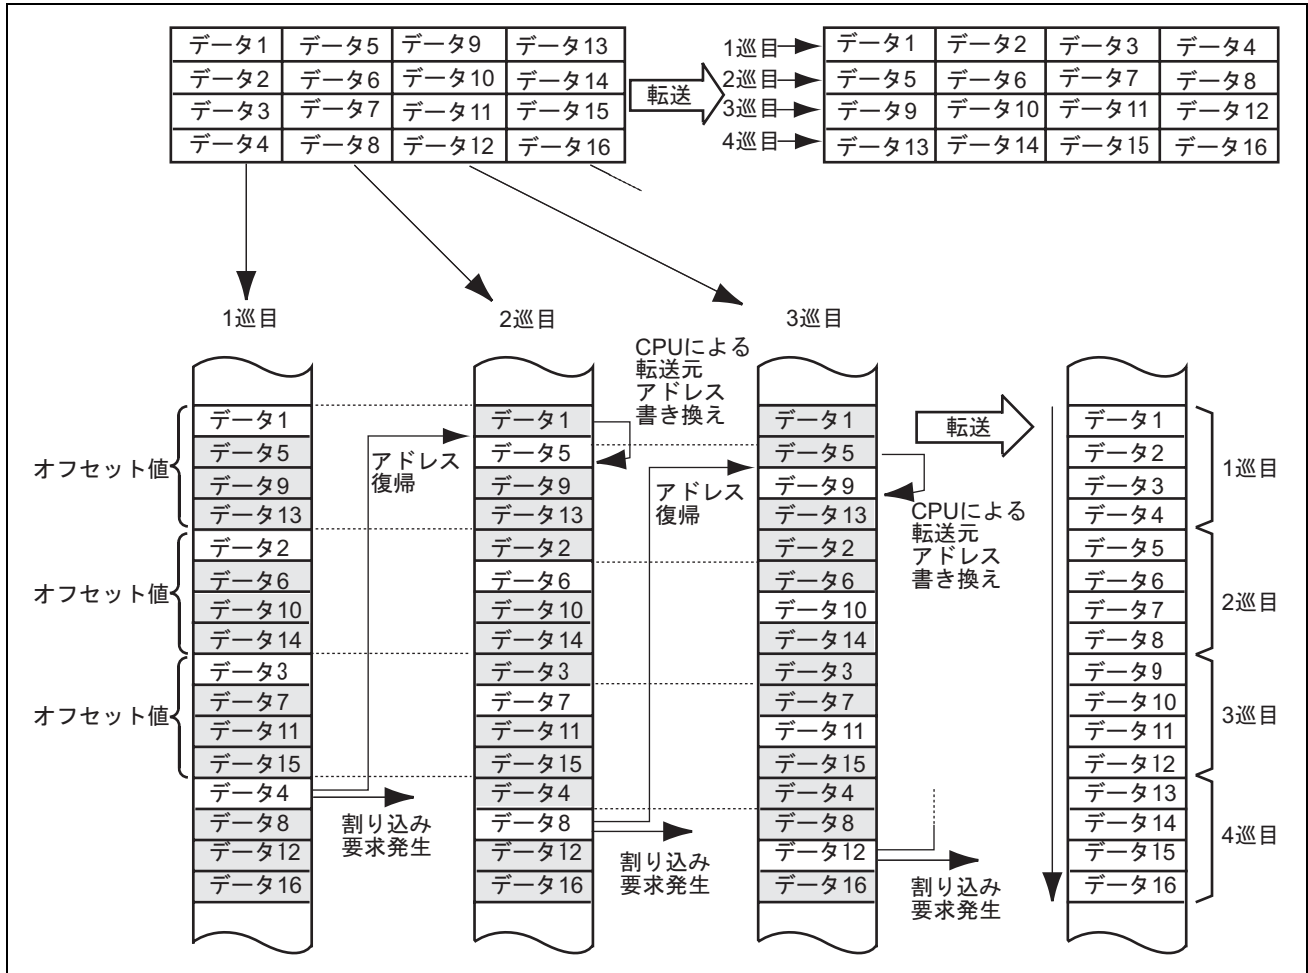 データ1 データ5 データ9 データ13
データ2 データ6 データ10 データ14
データ3 データ7 データ11 データ15
データ4 データ8 データ12 データ16
転送
1巡目 データ1 データ2 データ3 データ4
2巡目 データ5 データ6 データ7 データ8
3巡目 データ9 データ10 データ11 データ12
4巡目 データ13 データ14 データ15 データ16
1巡目
オフセット値
オフセット値
オフセット値
データ1
データ5
データ9
データ13
データ2
データ6
データ10
データ14
データ3
データ7
データ11
データ15
データ4
データ8
データ12
データ16
アドレス
復帰
割り込み
要求発生
2巡目
データ1
データ5
データ9
データ13
データ2
データ6
データ10
データ14
データ3
データ7
データ11
データ15
データ4
データ8
データ12
データ16
CPUによる
転送元
アドレス
書き換え
アドレス
復帰
割り込み
要求発生
3巡目
データ1
データ5
データ9
データ13
データ2
データ6
データ10
データ14
データ3
データ7
データ11
データ15
データ4
データ8
データ12
データ16
転送
CPUによる
転送元
アドレス
書き換え
割り込み
要求発生
データ1
データ2
データ3
データ4
データ5
データ6
データ7
データ8
データ9
データ10
データ11
データ12
データ13
データ14
データ15
データ16
1巡目
2巡目
3巡目
4巡目